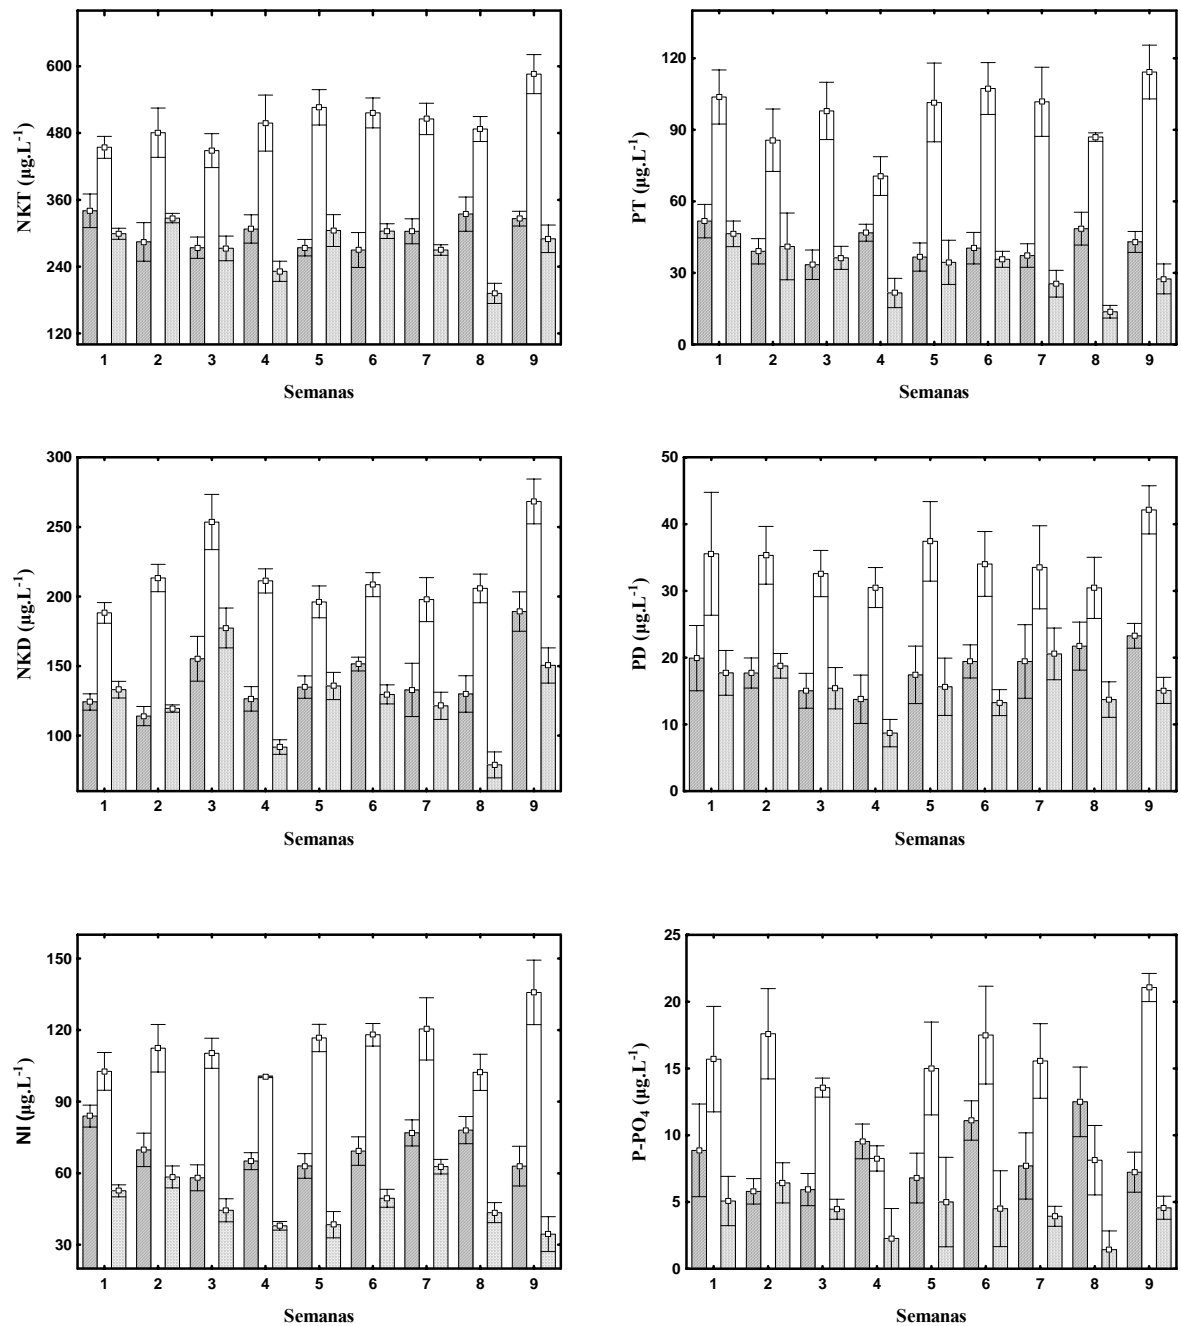 NKT (µg.L⁻¹)
600
480
360
240
120
1 2 3 4 5 6 7 8 9
Semanas
PT (µg.L⁻¹)
120
90
60
30
0
1 2 3 4 5 6 7 8 9
Semanas
NKD (µg.L⁻¹)
300
250
200
150
100
1 2 3 4 5 6 7 8 9
Semanas
PD (µg.L⁻¹)
50
40
30
20
10
0
1 2 3 4 5 6 7 8 9
Semanas
NI (µg.L⁻¹)
150
120
90
60
30
1 2 3 4 5 6 7 8 9
Semanas
P-PO₄ (µg.L⁻¹)
25
20
15
10
5
0
1 2 3 4 5 6 7 8 9
Semanas